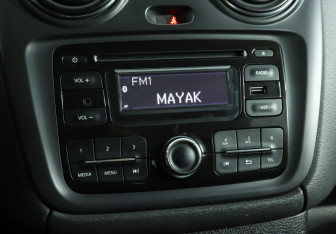 FM1
MAYAK
VOL +
VOL −
RADIO
1 2 3
4 5 6
MEDIA MENU
TEL